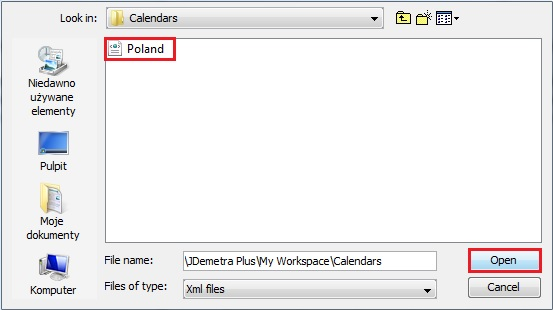 Look in: Calendars
Poland
Niedawno
używane
elementy
Pulpit
Moje
dokumenty
Komputer
File name: \JDemetra Plus\My Workspace\Calendars Open
Files of type: Xml files Cancel